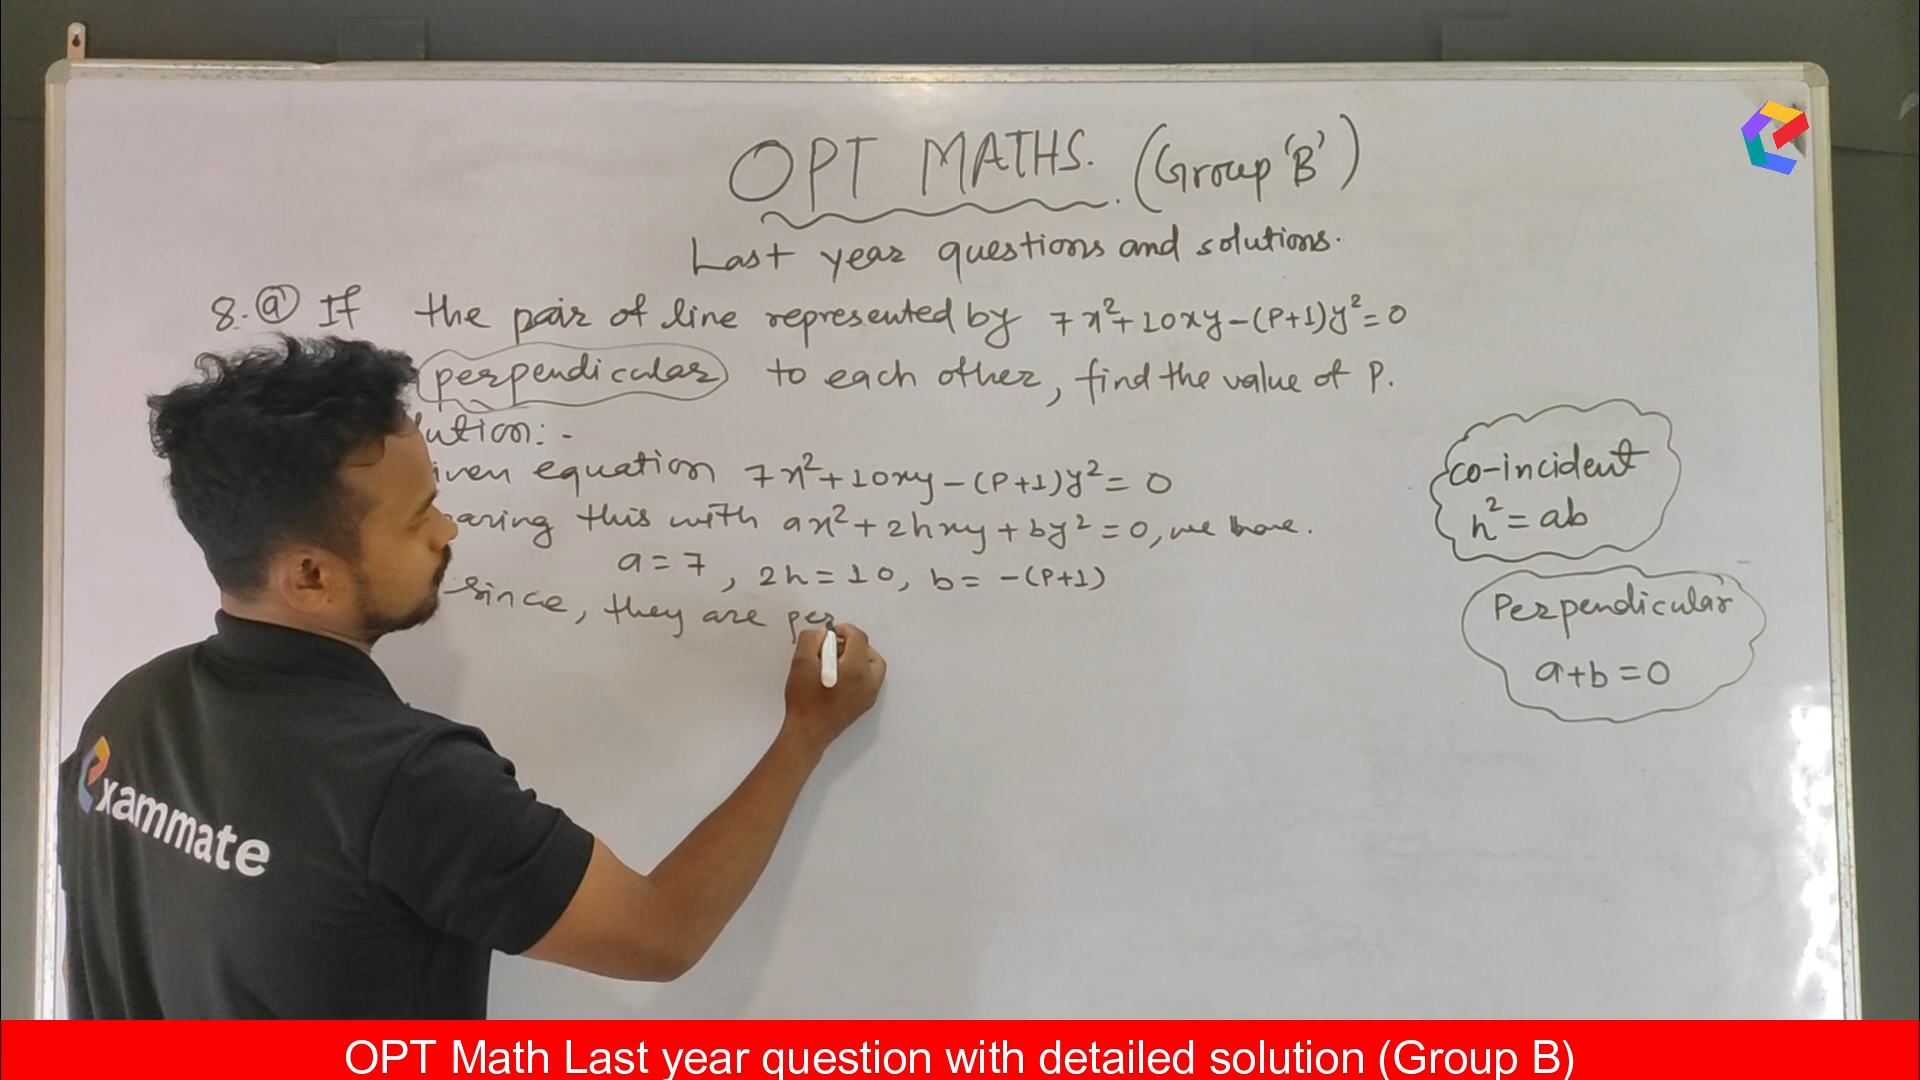 OPT MATHS. (Group 'B')
Last year questions and solutions.
8. (a) If the pair of line represented by 7x²+10xy-(P+1)y²=0
perpendicular to each other, find the value of P.
lution:-
iven equation 7x²+10xy-(P+1)y²=0
paring this with ax²+2hxy+by²=0, we have.
a=7, 2h=10, b=-(P+1)
since, they are per
co-incident
h²=ab
Perpendicular
a+b=0
xammate
OPT Math Last year question with detailed solution (Group B)